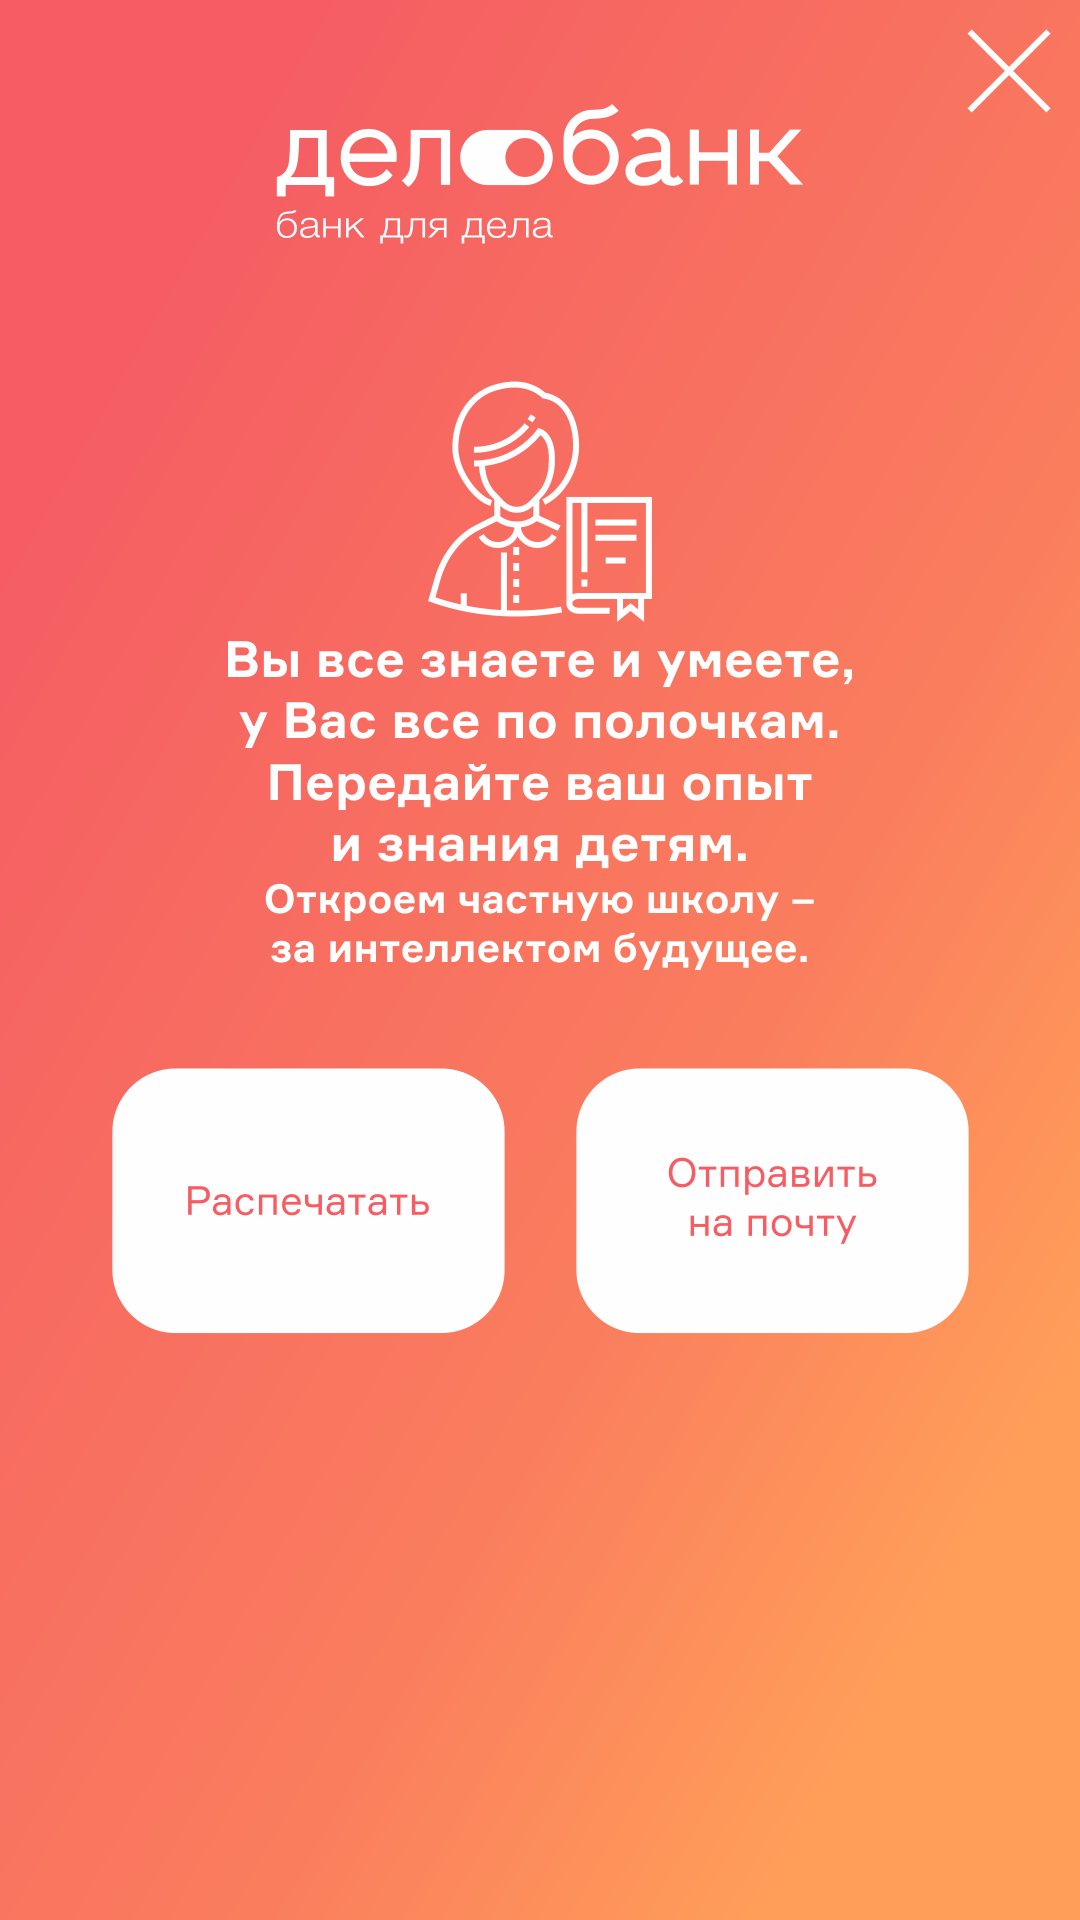 делобанк
банк для дела
Вы все знаете и умеете,
у Вас все по полочкам.
Передайте ваш опыт
и знания детям.
Откроем частную школу –
за интеллектом будущее.
Распечатать
Отправить
на почту